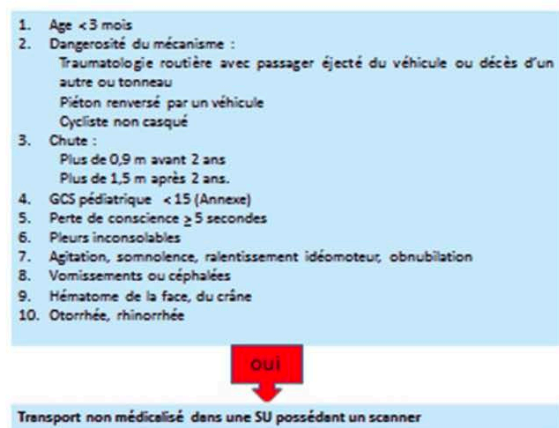 1. Age < 3 mois
2. Dangerosité du mécanisme :
Traumatologie routière avec passager éjecté du véhicule ou décès d'un
autre ou tonneau
Piéton renversé par un véhicule
Cycliste non casqué
3. Chute :
Plus de 0,9 m avant 2 ans
Plus de 1,5 m après 2 ans.
4. GCS pédiatrique < 15 (Annexe)
5. Perte de conscience ≥ 5 secondes
6. Pleurs inconsolables
7. Agitation, somnolence, ralentissement idéomoteur, obnubilation
8. Vomissements ou céphalées
9. Hématome de la face, du crâne
10. Otorrhée, rhinorrhée
oui
Transport non médicalisé dans une SU possédant un scanner